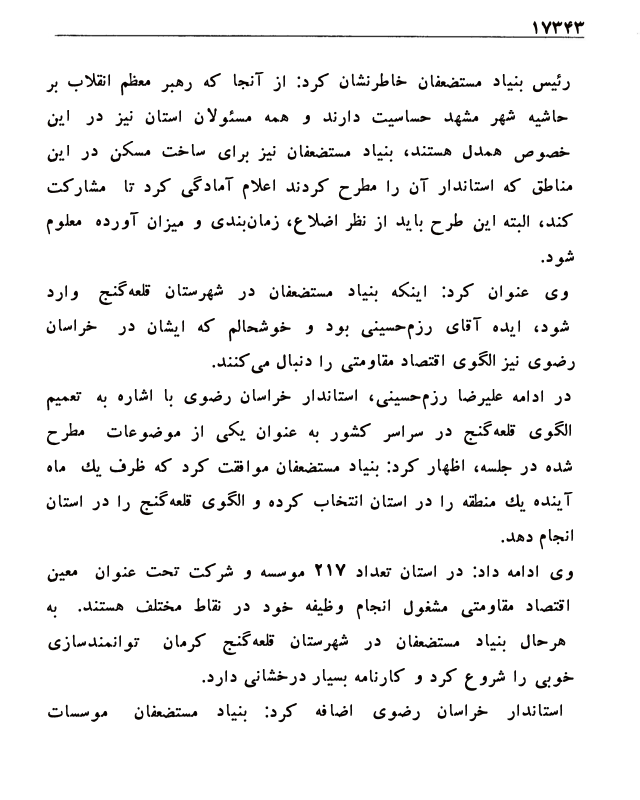 ۱۷۳۴۳
رئیس بنیاد مستضعفان خاطرنشان کرد: از آنجا که رهبر معظم انقلاب بر
حاشیه شهر مشهد حساسیت دارند و همه مسئولان استان نیز در این
خصوص همدل هستند، بنیاد مستضعفان نیز برای ساخت مسکن در این
مناطق که استاندار آن را مطرح کردند اعلام آمادگی کرد تا مشارکت
کند، البته این طرح باید از نظر اضلاع، زمان‌بندی و میزان آورده معلوم
شود.
وی عنوان کرد: اینکه بنیاد مستضعفان در شهرستان قلعه‌گنج وارد
شود، ایده آقای رزم‌حسینی بود و خوشحالم که ایشان در خراسان
رضوی نیز الگوی اقتصاد مقاومتی را دنبال می‌کنند.
در ادامه علیرضا رزم‌حسینی، استاندار خراسان رضوی با اشاره به تعمیم
الگوی قلعه‌گنج در سراسر کشور به عنوان یکی از موضوعات مطرح
شده در جلسه، اظهار کرد: بنیاد مستضعفان موافقت کرد که ظرف یك ماه
آینده یك منطقه را در استان انتخاب کرده و الگوی قلعه‌گنج را در استان
انجام دهد.
وی ادامه داد: در استان تعداد ۲۱۷ موسسه و شرکت تحت عنوان معین
اقتصاد مقاومتی مشغول انجام وظیفه خود در نقاط مختلف هستند. به
هرحال بنیاد مستضعفان در شهرستان قلعه‌گنج کرمان توانمندسازی
خوبی را شروع کرد و کارنامه بسیار درخشانی دارد.
استاندار خراسان رضوی اضافه کرد: بنیاد مستضعفان موسسات